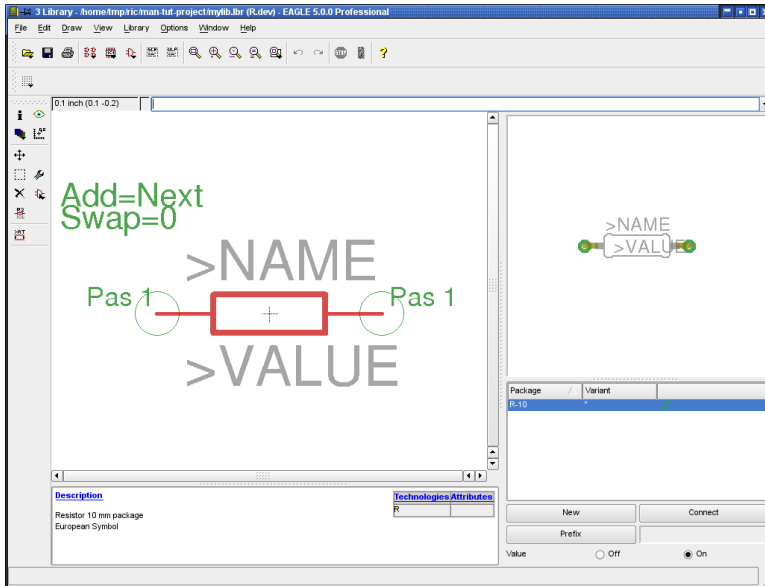 3 Library - /home/tmp/ric/man-tut-project/mylib.lbr (R.dev) - EAGLE 5.0.0 Professional
File Edit Draw View Library Options Window Help
0.1 inch (0.1 -0.2)
Add=Next
Swap=0
>NAME
Pas 1 Pas 1
>VALUE
>NAME
>VALUE
Package Variant
R-10 "
Description
Resistor 10 mm package
European Symbol
Technologies Attributes
R
New Connect
Prefix
Value Off On